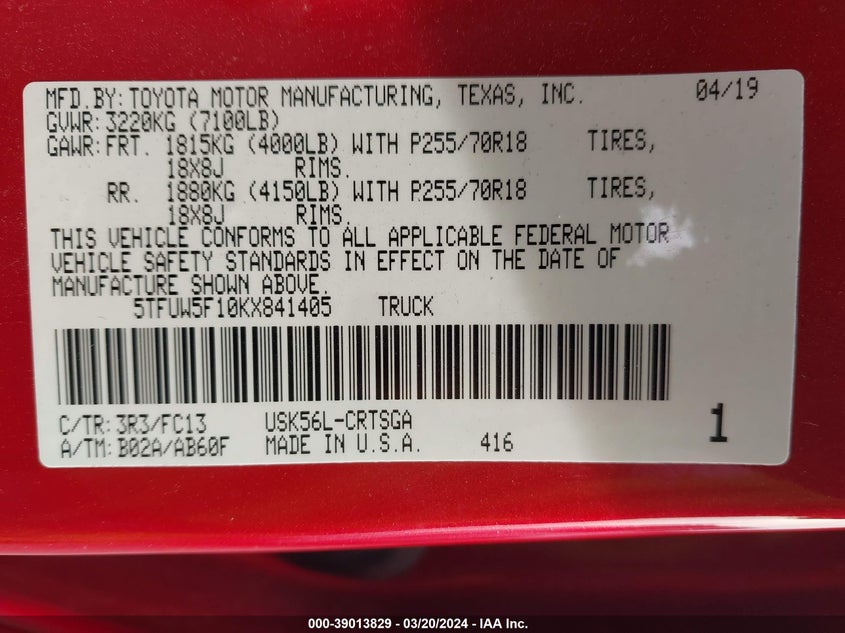 MFD.BY:TOYOTA MOTOR MANUFACTURING, TEXAS, INC. 04/19
GVWR:3220KG (7100LB)
GAWR:FRT. 1815KG (4000LB) WITH P255/70R18 TIRES,
18X8J RIMS.
RR. 1880KG (4150LB) WITH P255/70R18 TIRES,
18X8J RIMS.
THIS VEHICLE CONFORMS TO ALL APPLICABLE FEDERAL MOTOR
VEHICLE SAFETY STANDARDS IN EFFECT ON THE DATE OF
MANUFACTURE SHOWN ABOVE.
5TFUW5F10KX841405 TRUCK
C/TR:3R3/FC13 USK56L-CRTSGA
A/TM:B02A/AB60F MADE IN U.S.A. 416 1
000-39013829 - 03/20/2024 - IAA Inc.